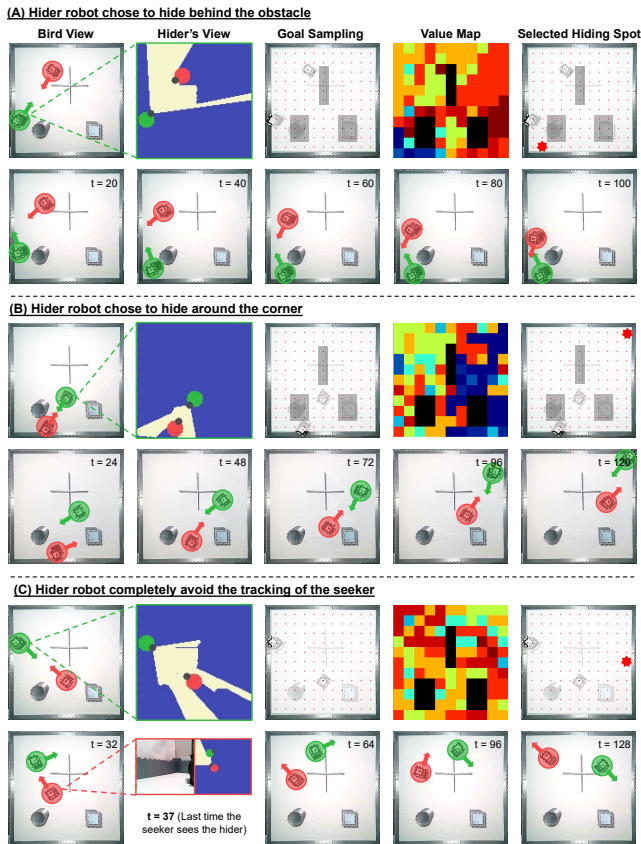 (A) Hider robot chose to hide behind the obstacle
Bird View
Hider's View
Goal Sampling
Value Map
Selected Hiding Spot
t = 20
t = 40
t = 60
t = 80
t = 100
(B) Hider robot chose to hide around the corner
t = 24
t = 48
t = 72
t = 96
t = 120
(C) Hider robot completely avoid the tracking of the seeker
t = 32
t = 37 (Last time the
seeker sees the hider)
t = 64
t = 96
t = 128